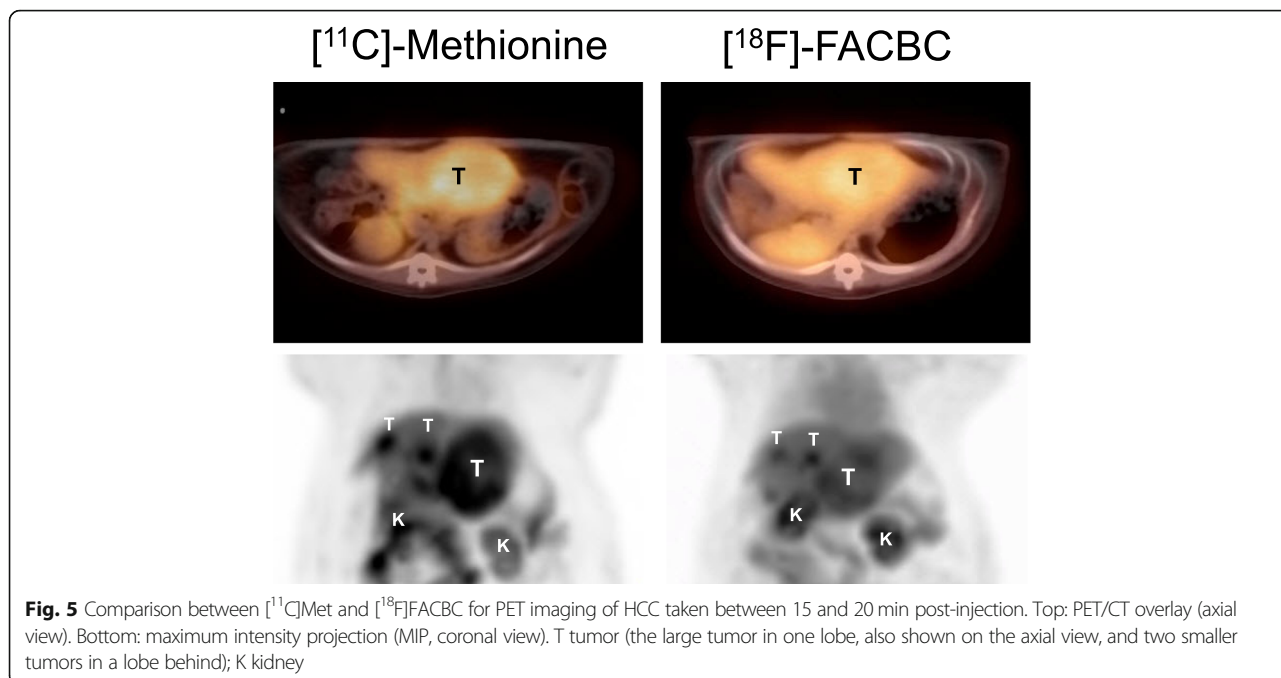 [¹¹C]-Methionine [¹⁸F]-FACBC
T T
T T T T
T T
K K
K K
Fig. 5 Comparison between [¹¹C]Met and [¹⁸F]FACBC for PET imaging of HCC taken between 15 and 20 min post-injection. Top: PET/CT overlay (axial
view). Bottom: maximum intensity projection (MIP, coronal view). T tumor (the large tumor in one lobe, also shown on the axial view, and two smaller
tumors in a lobe behind); K kidney